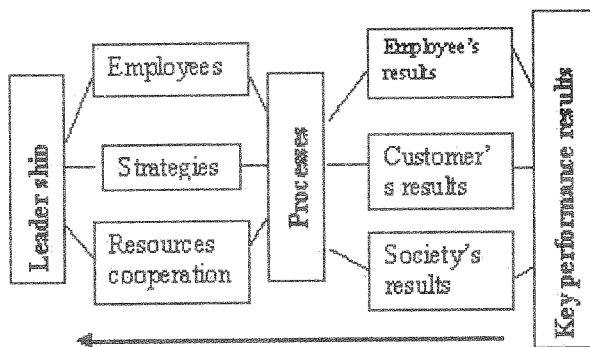 Leader ship
Employees
Strategies
Resources
cooperation
Processes
Employee's
results
Customer'
s results
Society's
results
Key performance results